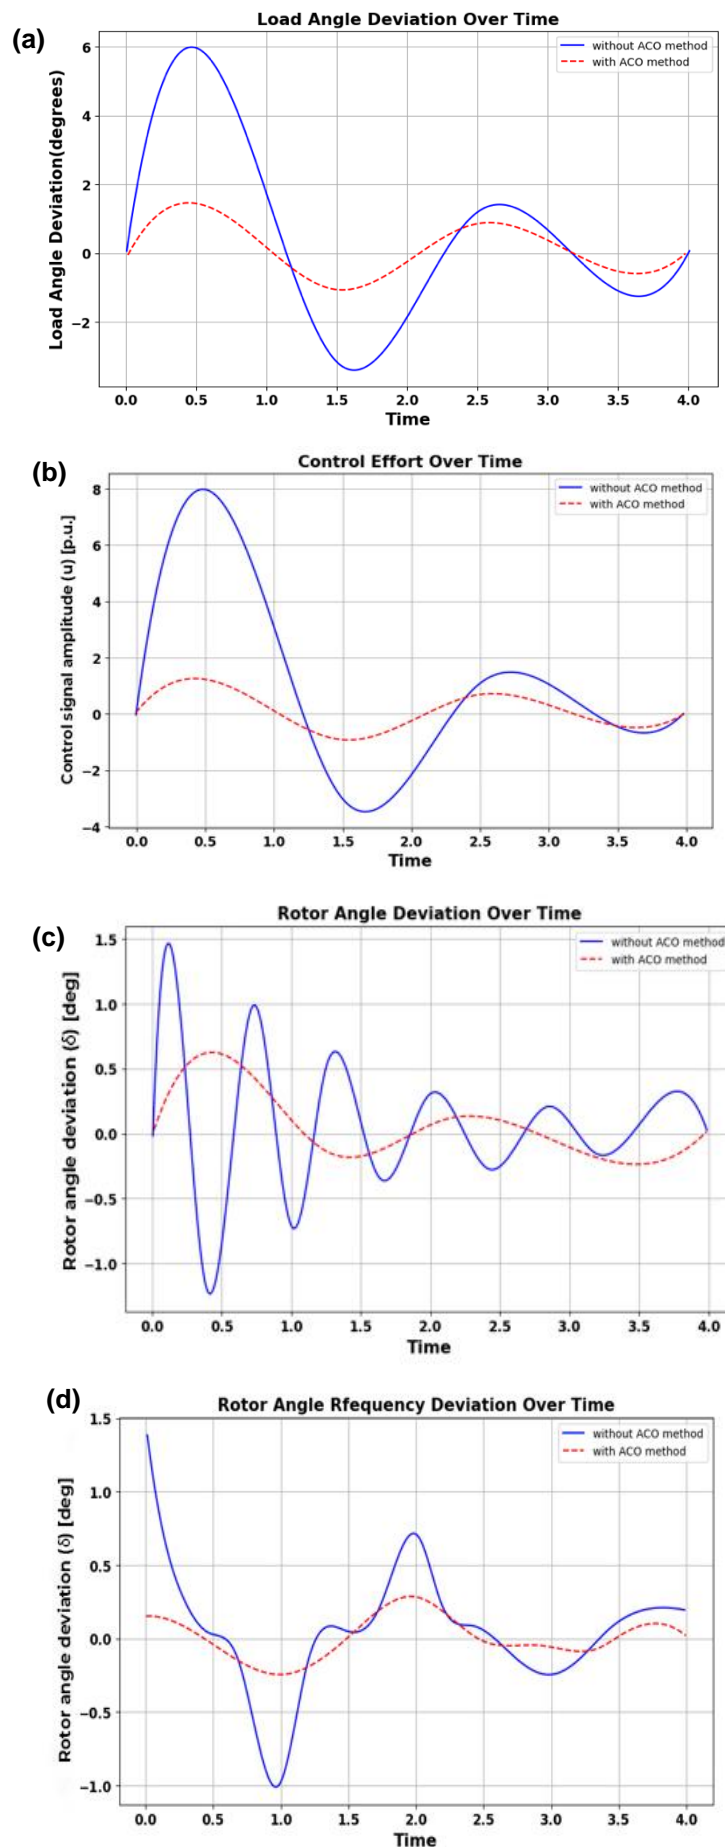 (a)
Load Angle Deviation Over Time
without ACO method
with ACO method
Load Angle Deviation(degrees)
6
4
2
0
−2
0.0 0.5 1.0 1.5 2.0 2.5 3.0 3.5 4.0
Time
(b)
Control Effort Over Time
without ACO method
with ACO method
Control signal amplitude (u) [p.u.]
8
6
4
2
0
−2
−4
0.0 0.5 1.0 1.5 2.0 2.5 3.0 3.5 4.0
Time
(c)
Rotor Angle Deviation Over Time
without ACO method
with ACO method
Rotor angle deviation (δ) [deg]
1.5
1.0
0.5
0.0
−0.5
−1.0
0.0 0.5 1.0 1.5 2.0 2.5 3.0 3.5 4.0
Time
(d)
Rotor Angle Rfequency Deviation Over Time
without ACO method
with ACO method
Rotor angle deviation (δ) [deg]
1.5
1.0
0.5
0.0
−0.5
−1.0
0.0 0.5 1.0 1.5 2.0 2.5 3.0 3.5 4.0
Time